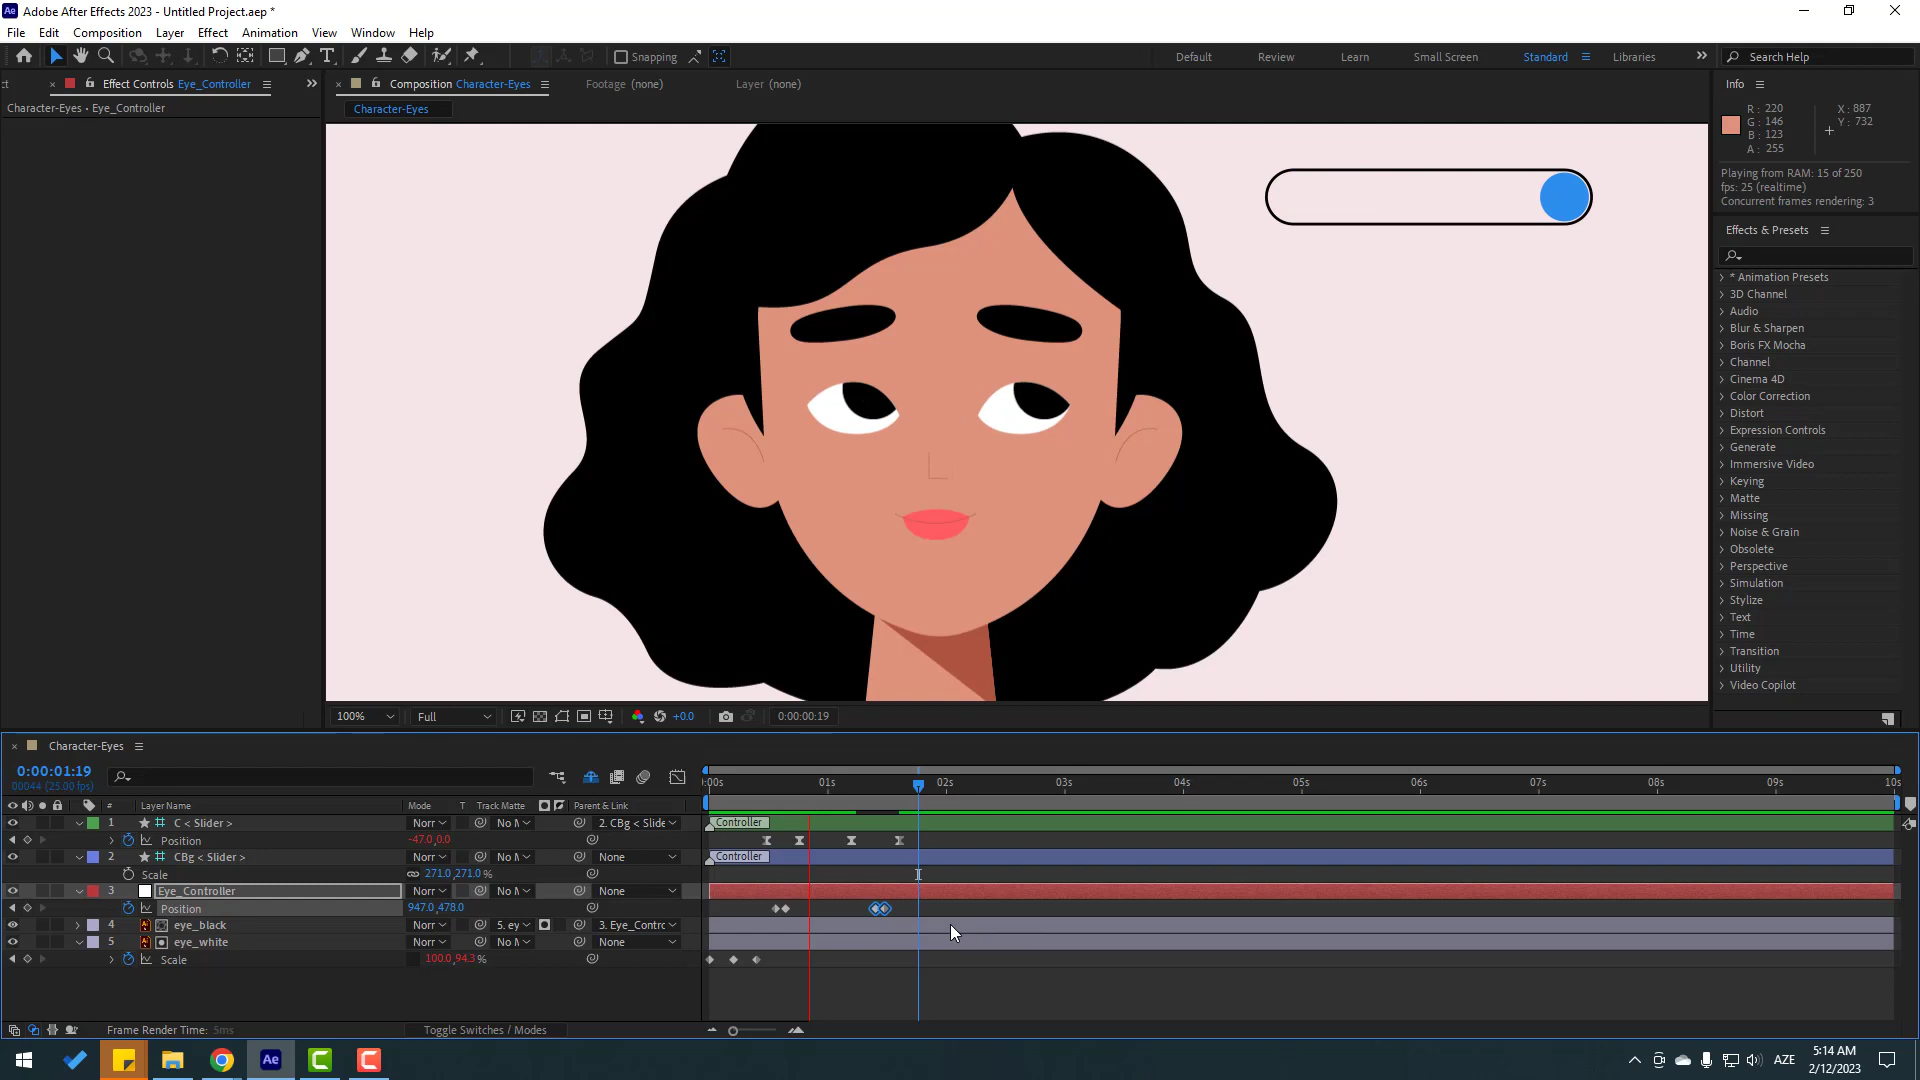 Adobe After Effects 2023 - Untitled Project.aep *
File Edit Composition Layer Effect Animation View Window Help
Snapping Default Review Learn Small Screen Standard Libraries Search Help
Effect Controls Eye_Controller
Composition Character-Eyes Footage (none) Layer (none)
Character-Eyes • Eye_Controller
Character-Eyes
Info
R: 220 X: 887
G: 146 Y: 732
B: 123
A: 255
Playing from RAM: 15 of 250
fps: 25 (realtime)
Concurrent frames rendering: 3
Effects & Presets
* Animation Presets
3D Channel
Audio
Blur & Sharpen
Boris FX Mocha
Channel
Cinema 4D
Color Correction
Distort
Expression Controls
Generate
Immersive Video
Keying
Matte
Missing
Noise & Grain
Obsolete
Perspective
Simulation
Stylize
Text
Time
Transition
Utility
Video Copilot
100% Full +0.0 0:00:00:19
Character-Eyes
0:00:01:19
00044 (25.00 fps)
:00s 01s 02s 03s 04s 05s 06s 07s 08s 09s 10s
# Layer Name Mode T Track Matte Parent & Link
1 C < Slider > Norr No M 2. CBg < Slide Controller
Position -47.0,0.0
2 CBg < Slider > Norr No M None Controller
Scale 271.0,271.0 %
3 Eye_Controller Norr No M None
Position 947.0,478.0
4 eye_black Norr 5. ey 3. Eye_Contro
5 eye_white Norr No M None
Scale 100.0,94.3 %
Frame Render Time: 5ms Toggle Switches / Modes
Ae AZE 5:14 AM
2/12/2023